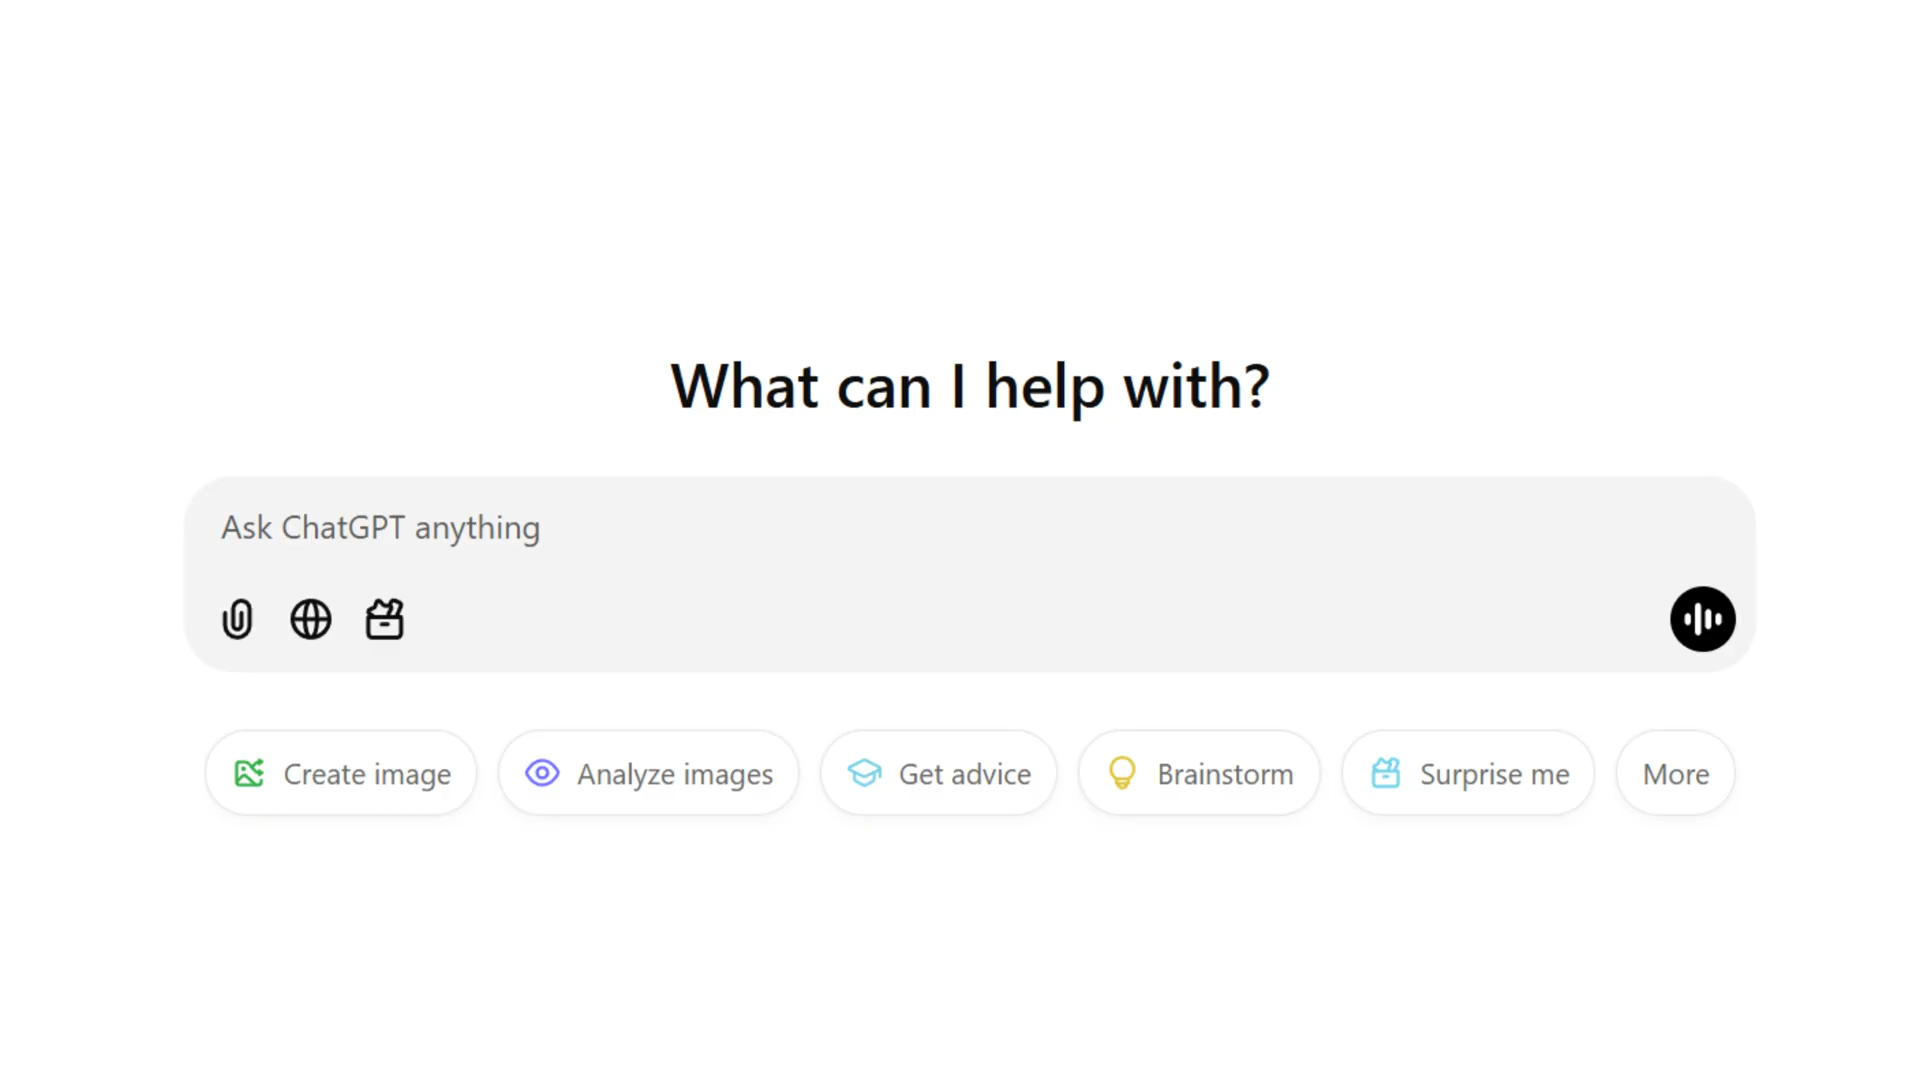 What can I help with?
Ask ChatGPT anything
Create image
Analyze images
Get advice
Brainstorm
Surprise me
More